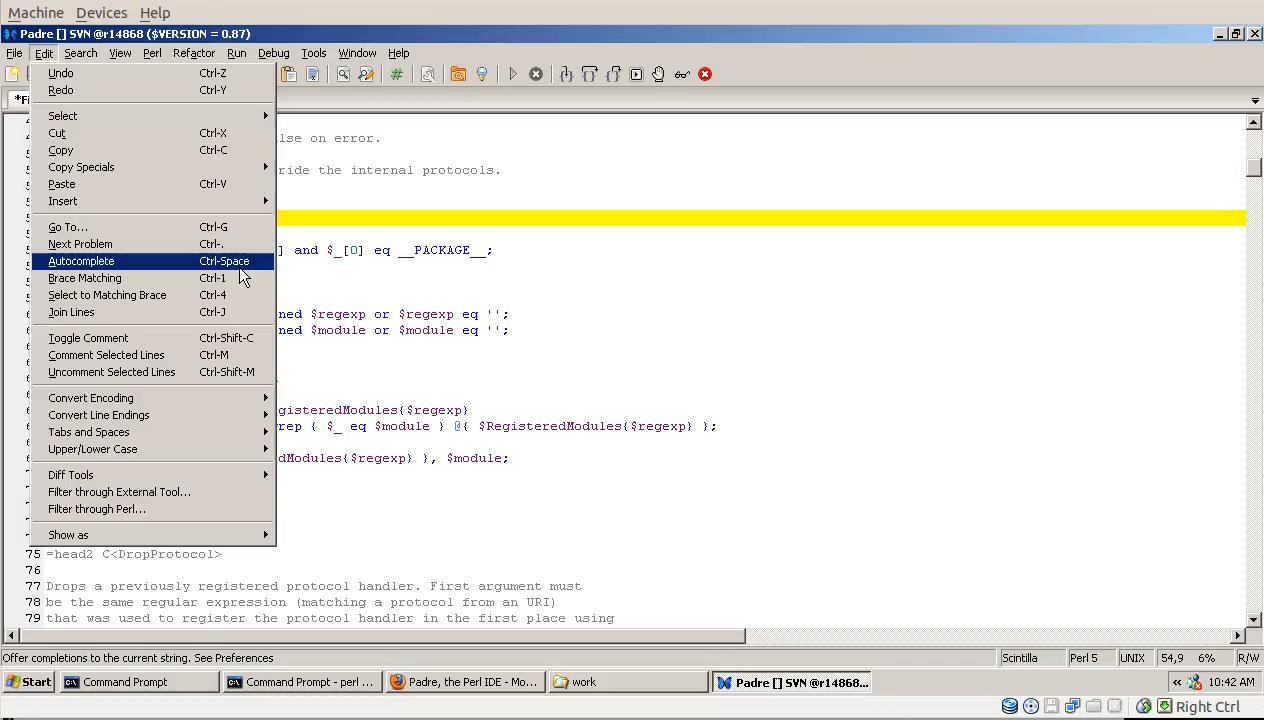 Machine Devices Help
Padre [] SVN @r14868 ($VERSION = 0.87)
File Edit Search View Perl Refactor Run Debug Tools Window Help
*Fi
Undo Ctrl-Z
Redo Ctrl-Y
Select
Cut Ctrl-X
Copy Ctrl-C
Copy Specials
Paste Ctrl-V
Insert
Go To... Ctrl-G
Next Problem Ctrl-.
Autocomplete Ctrl-Space
Brace Matching Ctrl-1
Select to Matching Brace Ctrl-4
Join Lines Ctrl-J
Toggle Comment Ctrl-Shift-C
Comment Selected Lines Ctrl-M
Uncomment Selected Lines Ctrl-Shift-M
Convert Encoding
Convert Line Endings
Tabs and Spaces
Upper/Lower Case
Diff Tools
Filter through External Tool...
Filter through Perl...
Show as
lse on error.
ride the internal protocols.
] and $_[0] eq __PACKAGE__;
ned $regexp or $regexp eq '';
ned $module or $module eq '';
gisteredModules{$regexp}
rep { $_ eq $module } @{ $RegisteredModules{$regexp} };
dModules{$regexp} }, $module;
75 =head2 C<DropProtocol>
76
77 Drops a previously registered protocol handler. First argument must
78 be the same regular expression (matching a protocol from an URI)
79 that was used to register the protocol handler in the first place using
Offer completions to the current string. See Preferences Scintilla Perl 5 UNIX 54,9 6% R/W
Start Command Prompt Command Prompt - perl ... Padre, the Perl IDE - Mo... work Padre [] SVN @r14868... « 10:42 AM
Right Ctrl